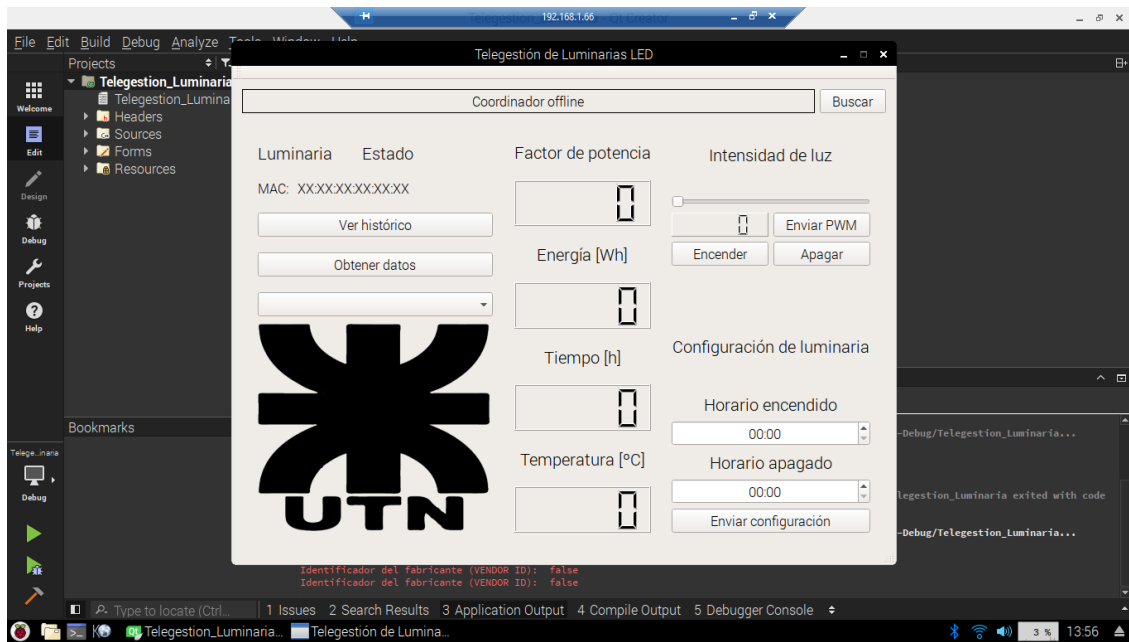 192.168.1.66
File Edit Build Debug Analyze Tools Window Help
Projects
Telegestión de Luminarias LED
Welcome
Edit
Design
Debug
Projects
Help
Telegestion_Luminaria
Telegestion_Lumina
Headers
Sources
Forms
Resources
Bookmarks
Coordinador offline
Buscar
Luminaria Estado
MAC: XX:XX:XX:XX:XX:XX
Ver histórico
Obtener datos
UTN
Factor de potencia
0
Energía [Wh]
0
Tiempo [h]
0
Temperatura [ºC]
0
Intensidad de luz
0
Enviar PWM
Encender
Apagar
Configuración de luminaria
Horario encendido
00:00
Horario apagado
00:00
Enviar configuración
-Debug/Telegestion_Luminaria...
legestion_Luminaria exited with code
-Debug/Telegestion_Luminaria...
Identificador del fabricante (VENDOR ID): false
Identificador del fabricante (VENDOR ID): false
Telege...inaria
Debug
Type to locate (Ctrl...
1 Issues 2 Search Results 3 Application Output 4 Compile Output 5 Debugger Console
Telegestion_Luminaria... Telegestión de Lumina...
3 % 13:56